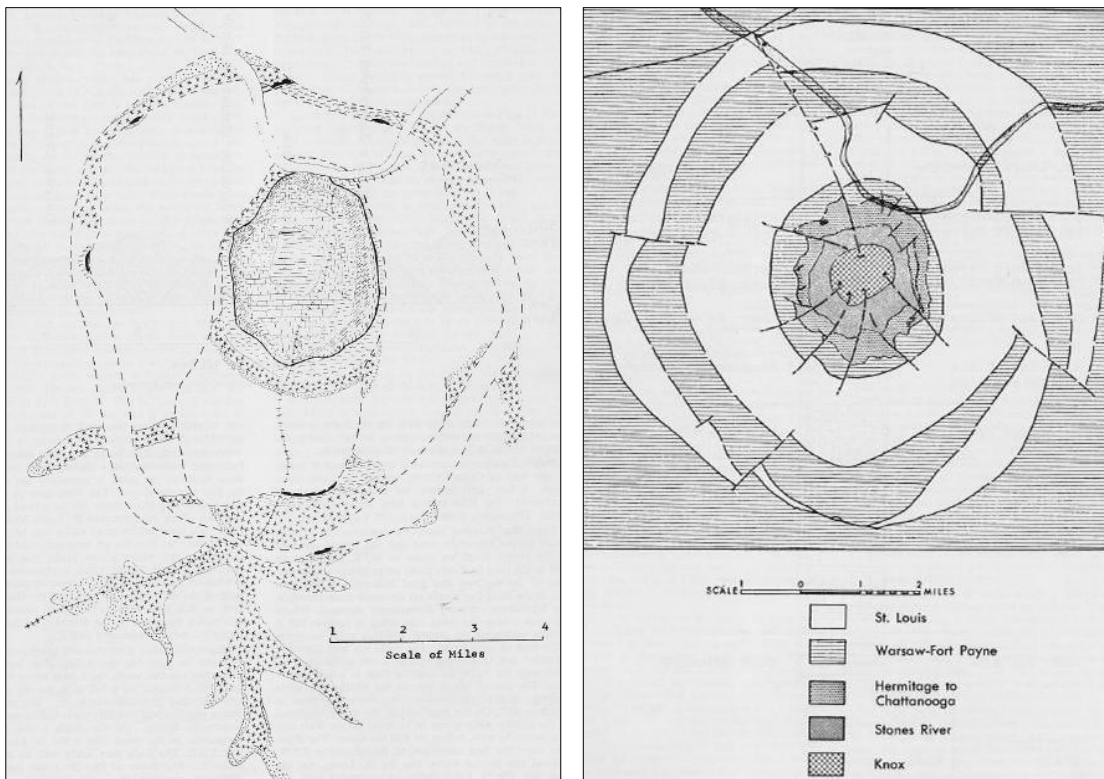 1 2 3 4
Scale of Miles
SCALE 1 0 1 2 MILES
St. Louis
Warsaw-Fort Payne
Hermitage to
Chattanooga
Stones River
Knox